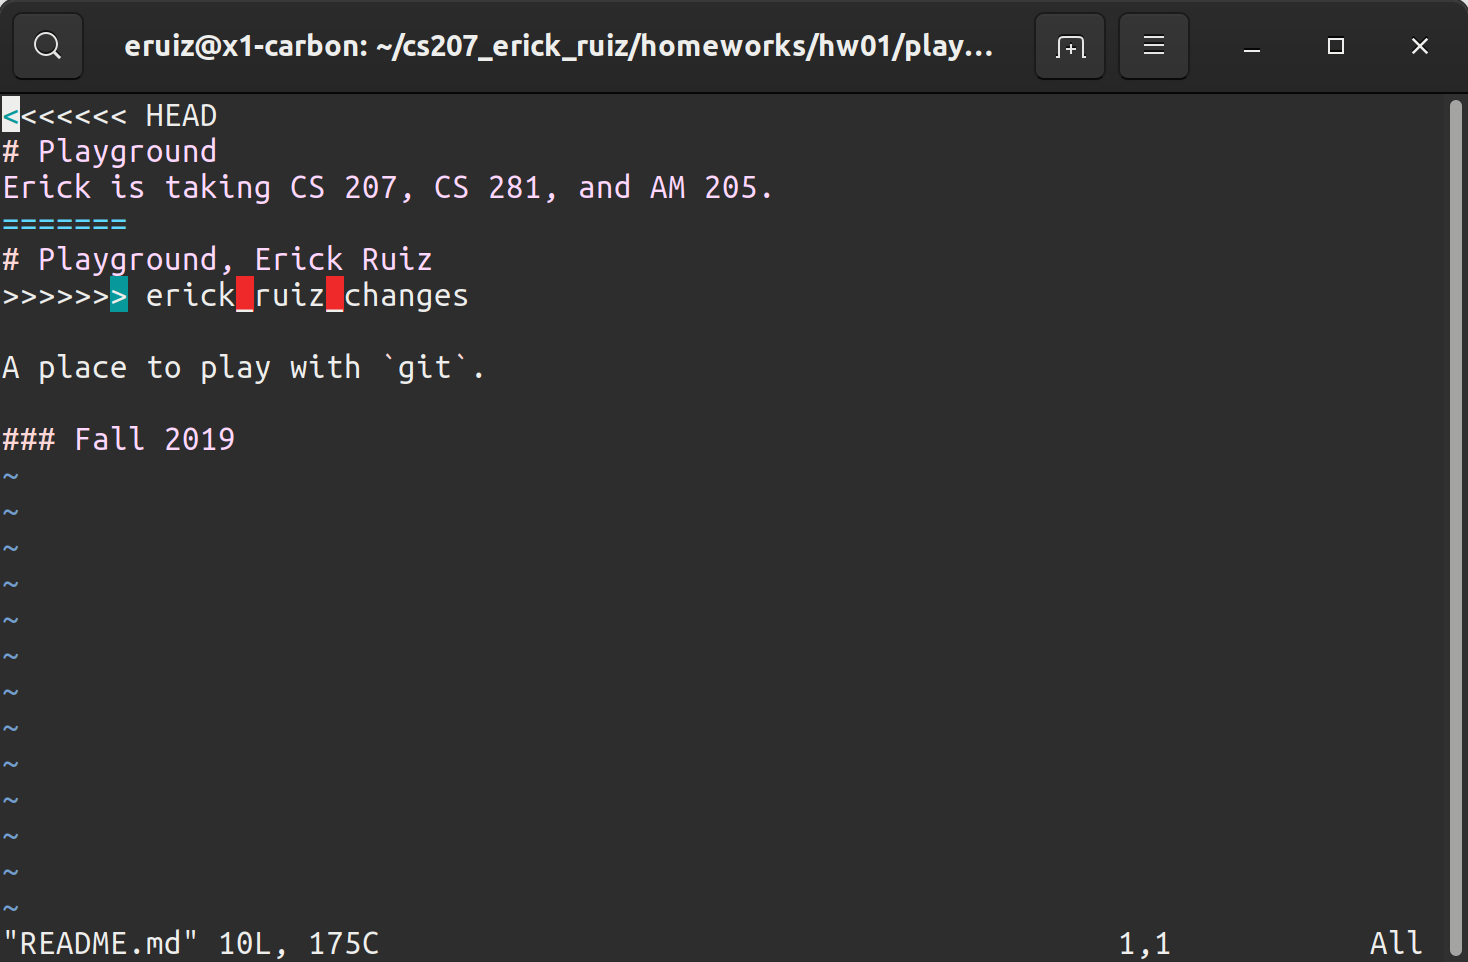 eruiz@x1-carbon: ~/cs207_erick_ruiz/homeworks/hw01/play...
<<<<<<< HEAD
# Playground
Erick is taking CS 207, CS 281, and AM 205.
=======
# Playground, Erick Ruiz
>>>>>>> erick_ruiz_changes
A place to play with `git`.
### Fall 2019
~
~
~
~
~
~
~
~
~
~
~
~
~
"README.md" 10L, 175C 1,1 All